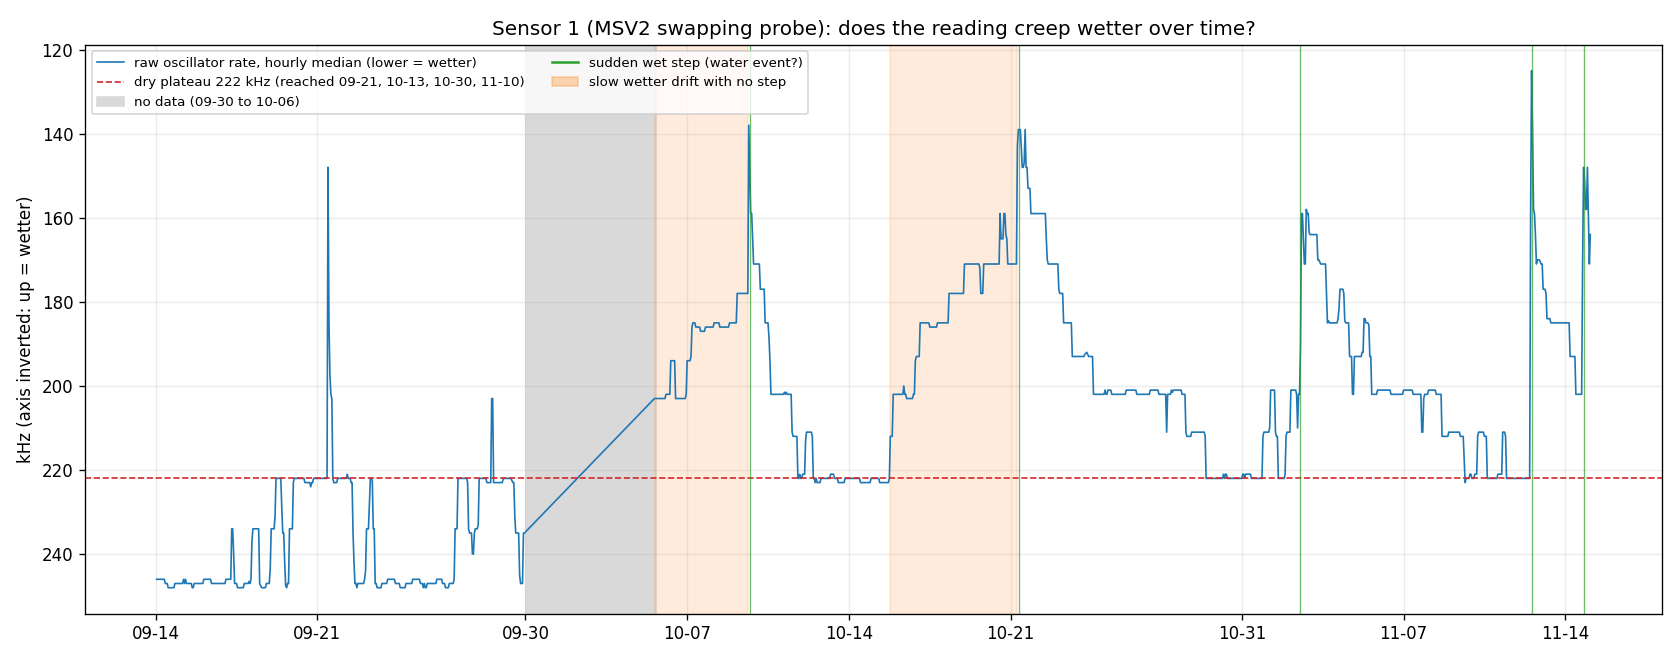 Sensor 1 (MSV2 swapping probe): does the reading creep wetter over time?
raw oscillator rate, hourly median (lower = wetter)
dry plateau 222 kHz (reached 09-21, 10-13, 10-30, 11-10)
no data (09-30 to 10-06)
sudden wet step (water event?)
slow wetter drift with no step
kHz (axis inverted: up = wetter)
120
140
160
180
200
220
240
09-14
09-21
09-30
10-07
10-14
10-21
10-31
11-07
11-14